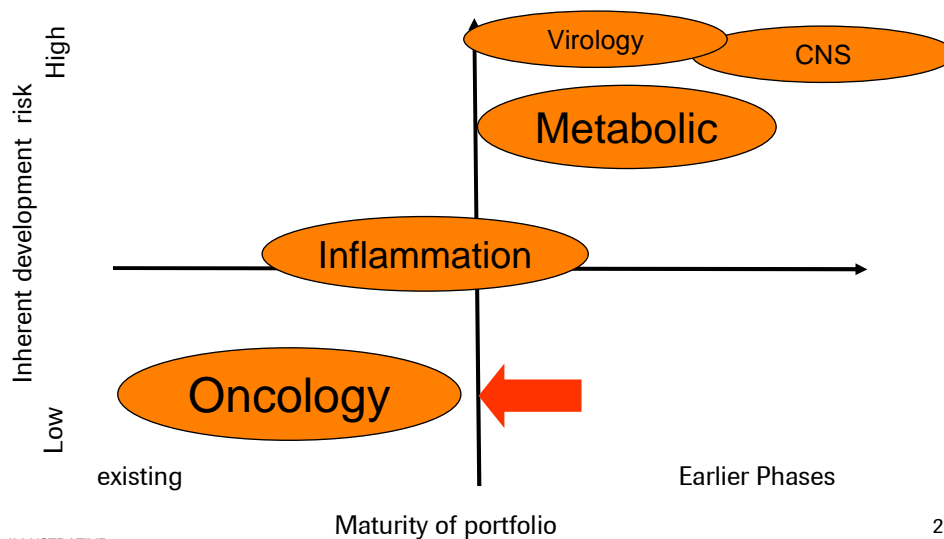 High
Virology
CNS
Metabolic
Inherent development risk
Inflammation
Oncology
Low
existing
Earlier Phases
Maturity of portfolio
2